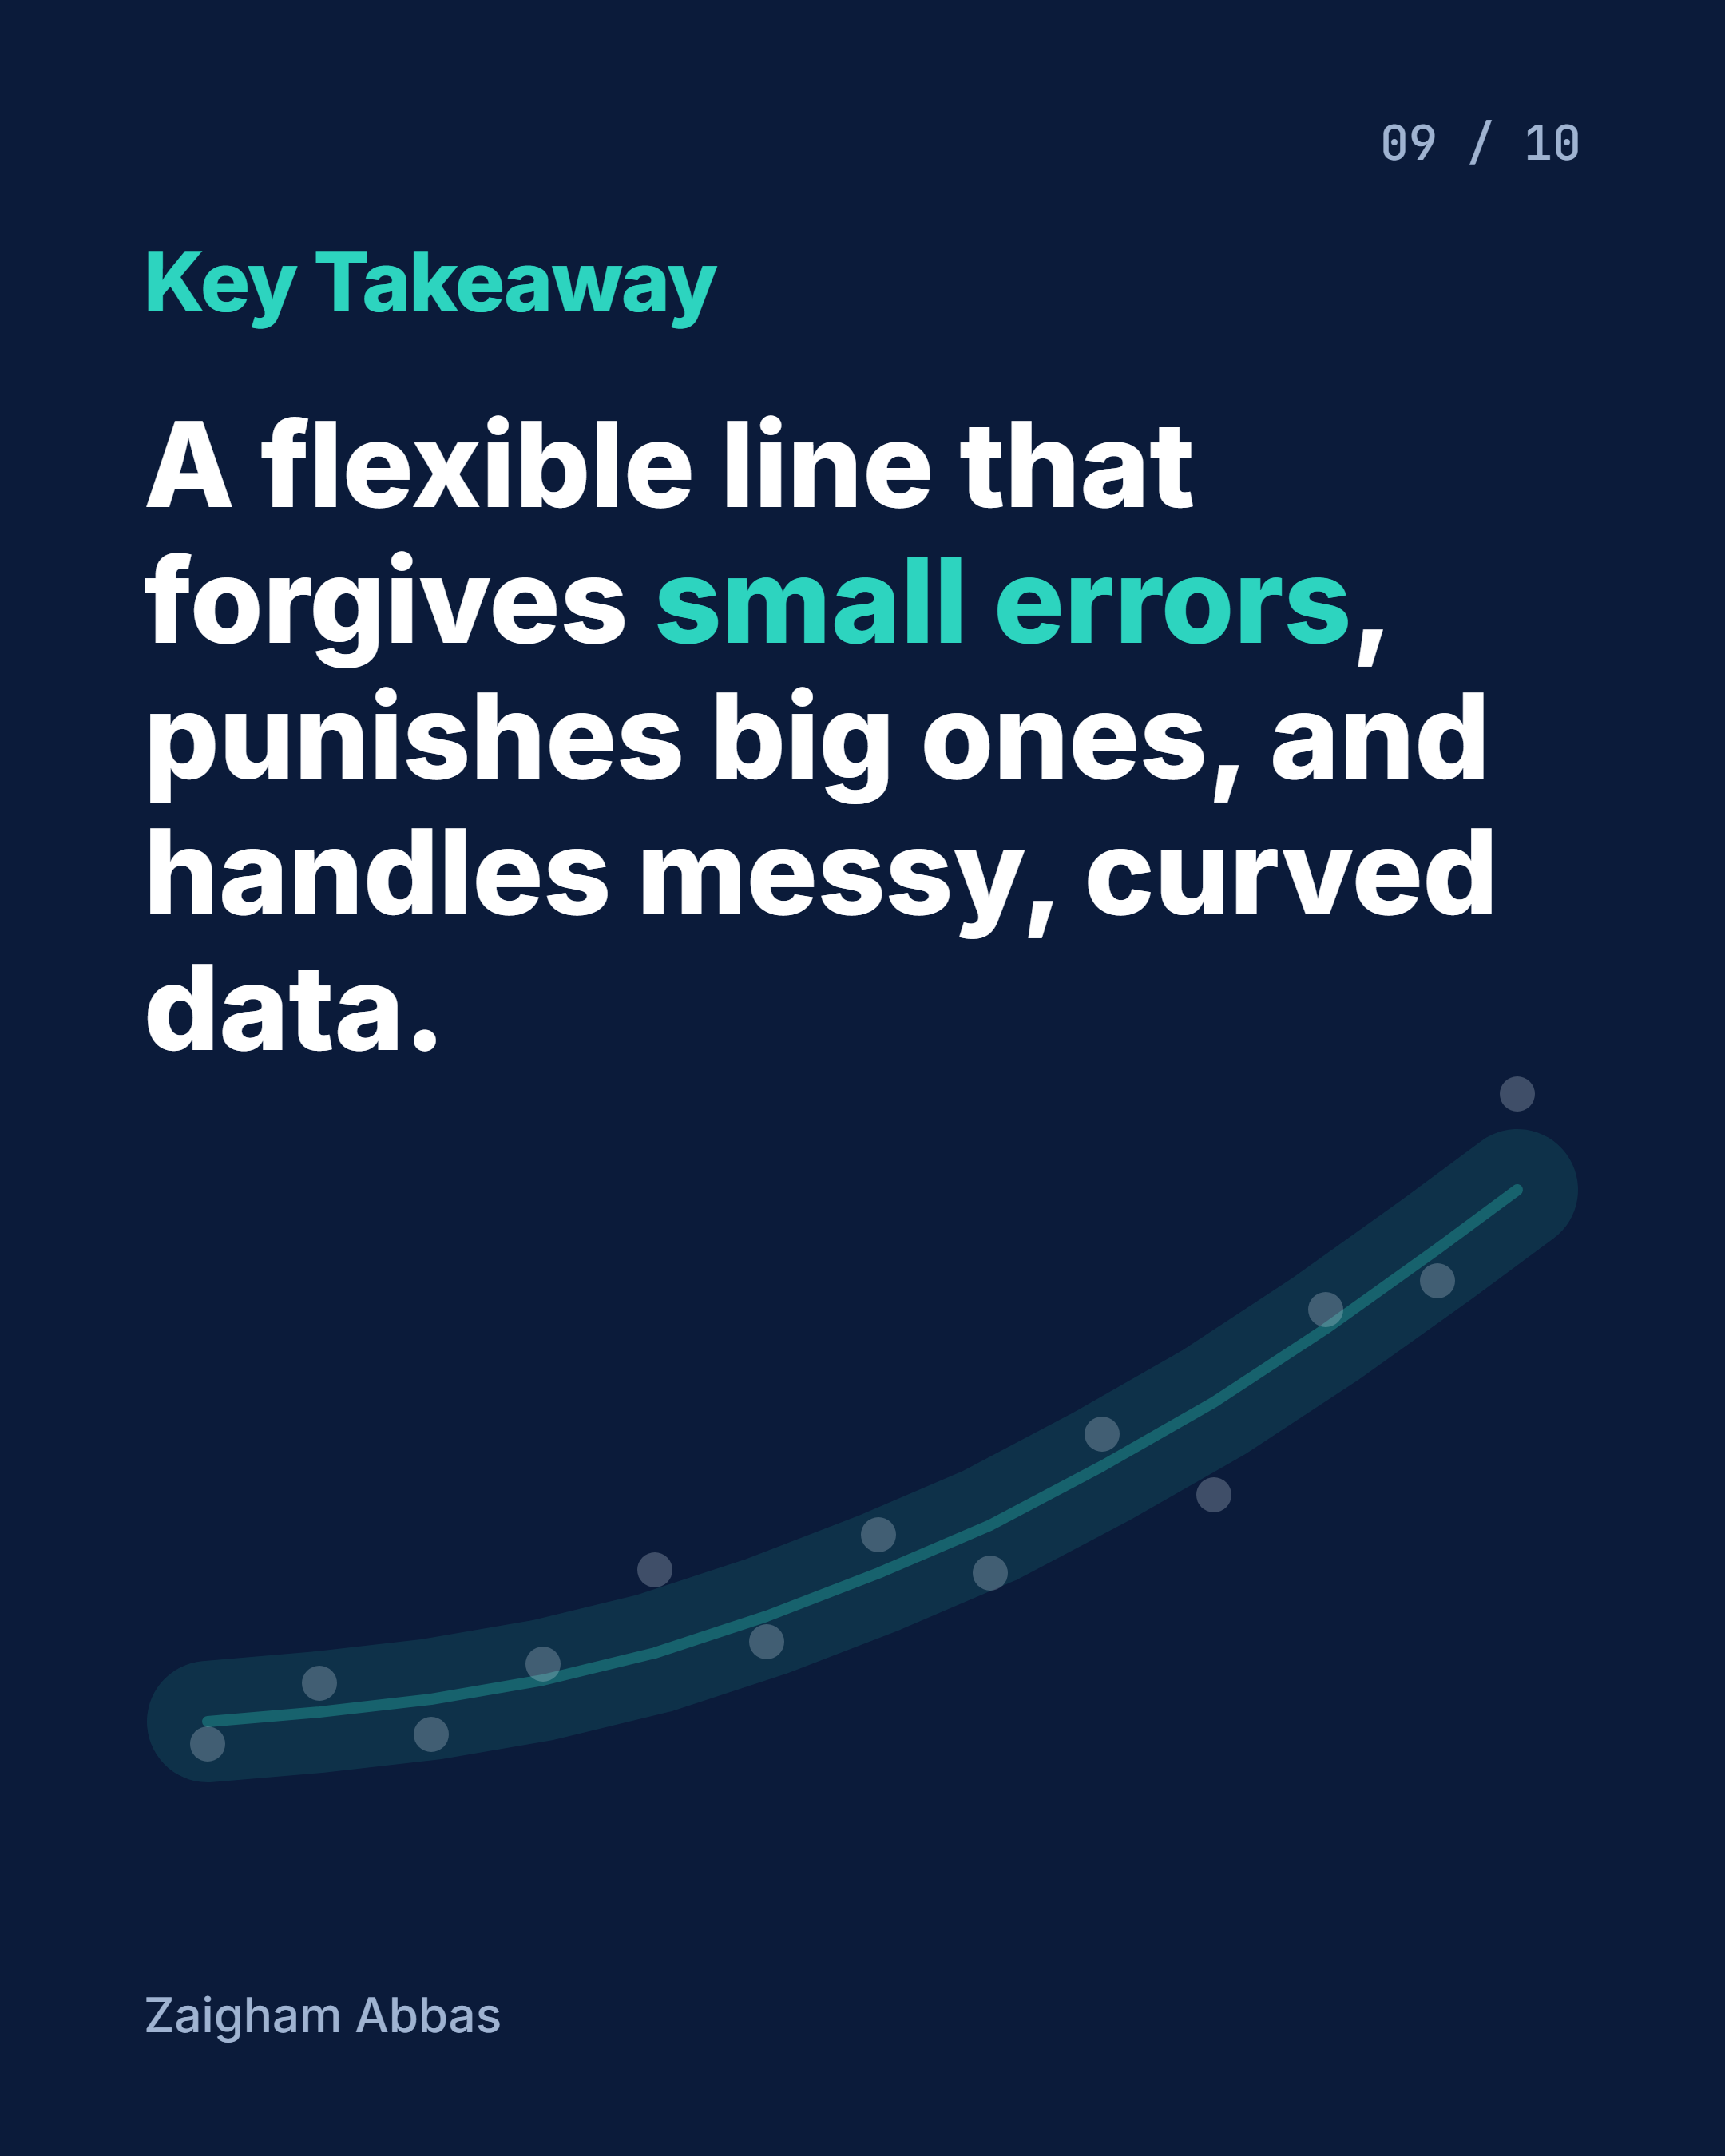 09 / 10
Key Takeaway
A flexible line that
forgives small errors,
punishes big ones, and
handles messy, curved
data.
Zaigham Abbas